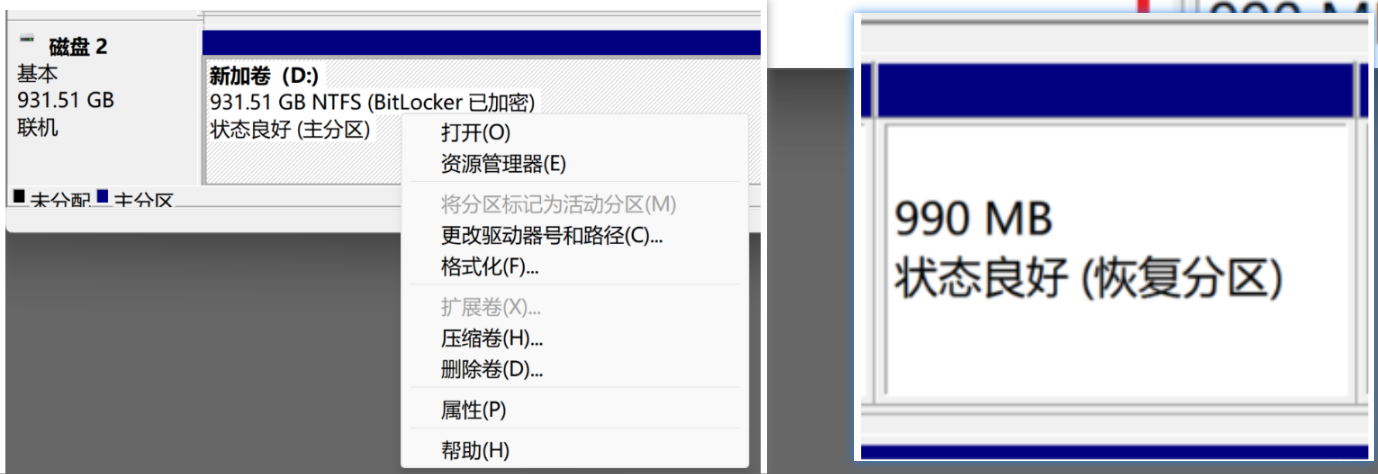 磁盘 2
基本
931.51 GB
联机
新加卷 (D:)
931.51 GB NTFS (BitLocker 已加密)
状态良好 (主分区)
未分配 主分区
打开(O)
资源管理器(E)
将分区标记为活动分区(M)
更改驱动器号和路径(C)...
格式化(F)...
扩展卷(X)...
压缩卷(H)...
删除卷(D)...
属性(P)
帮助(H)
990 MB
990 MB
状态良好 (恢复分区)